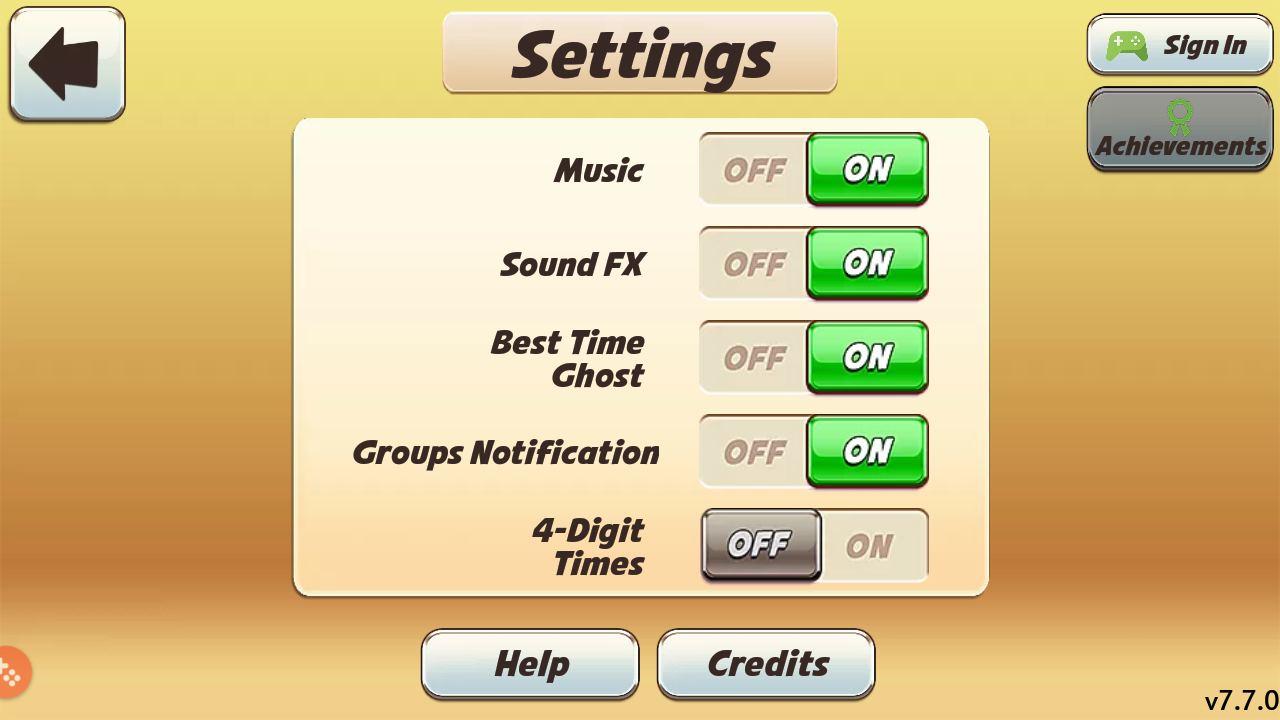 Settings
Sign In
Achievements
Music OFF ON
Sound FX OFF ON
Best Time
Ghost
OFF ON
Groups Notification OFF ON
4-Digit
Times
OFF ON
Help Credits
v7.7.0